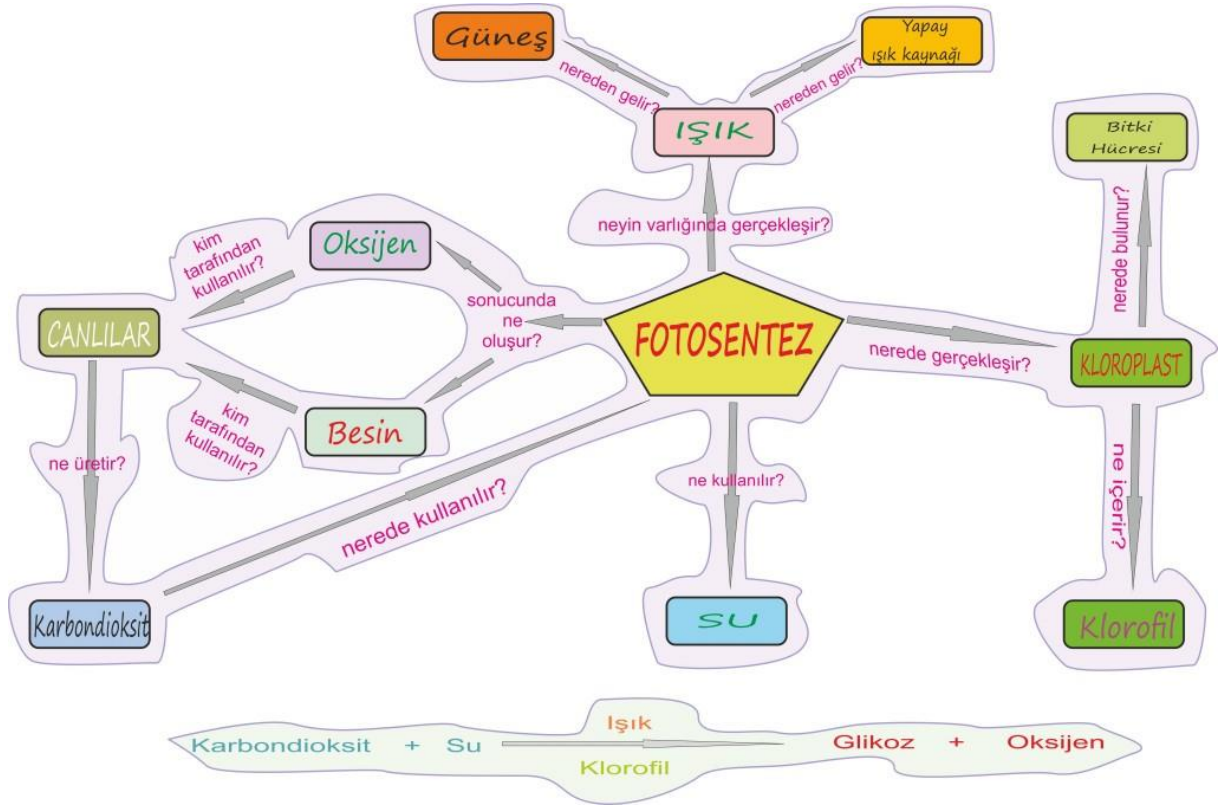 Güneş
Yapay
ışık kaynağı
nereden gelir?
nereden gelir?
IŞIK
Bitki
Hücresi
neyin varlığında gerçekleşir?
nerede bulunur?
Oksijen
kim
tarafından
kullanılır?
sonucunda
ne
oluşur?
CANLILAR
FOTOSENTEZ
nerede gerçekleşir?
KLOROPLAST
Besin
kim
tarafından
kullanılır?
ne üretir?
ne kullanılır?
nerede kullanılır?
ne içerir?
Karbondioksit
SU
Klorofil
Işık
Karbondioksit + Su Glikoz + Oksijen
Klorofil